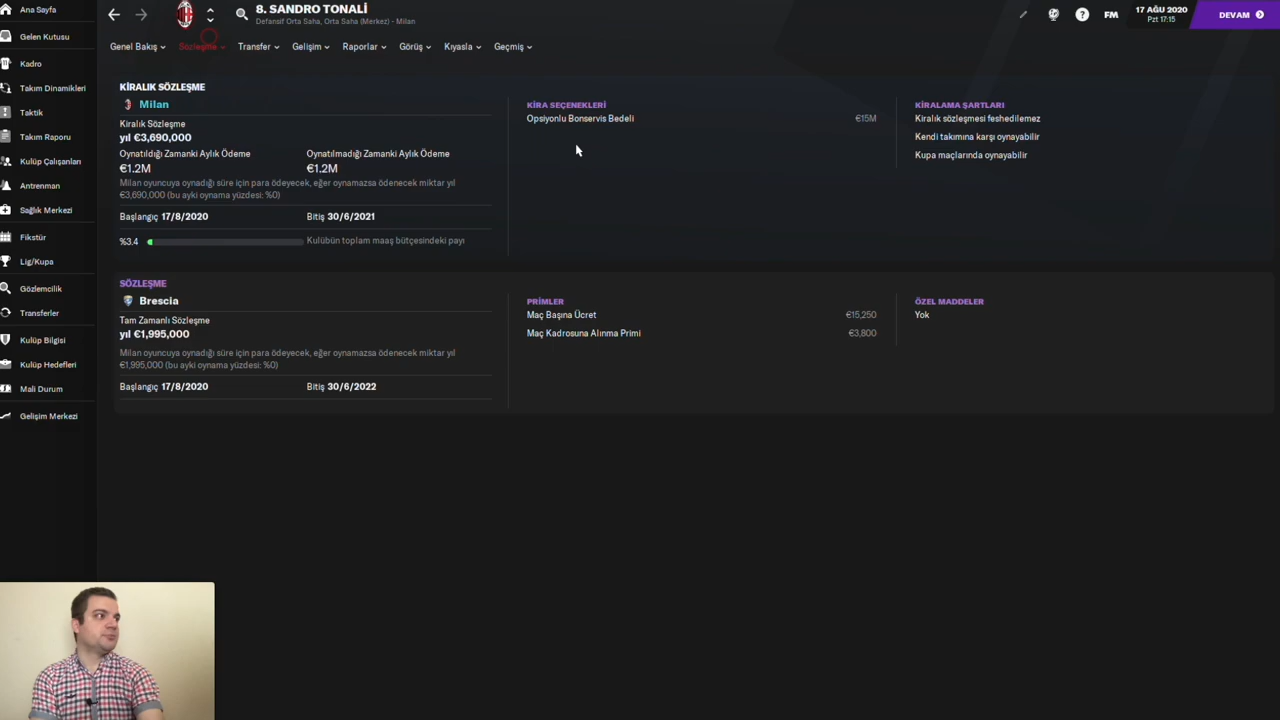 Ana Sayfa
Gelen Kutusu
Kadro
Takım Dinamikleri
Taktik
Takım Raporu
Kulüp Çalışanları
Antrenman
Sağlık Merkezi
Fikstür
Lig/Kupa
Gözlemcilik
Transferler
Kulüp Bilgisi
Kulüp Hedefleri
Mali Durum
Gelişim Merkezi
8. SANDRO TONALİ
Defansif Orta Saha, Orta Saha (Merkez) - Milan
FM
17 AĞU 2020
Pzt 17:15
DEVAM
Genel Bakış
Sözleşme
Transfer
Gelişim
Raporlar
Görüş
Kıyasla
Geçmiş
KİRALIK SÖZLEŞME
Milan
Kiralık Sözleşme
yıl €3,690,000
Oynatıldığı Zamanki Aylık Ödeme Oynatılmadığı Zamanki Aylık Ödeme
€1.2M €1.2M
Milan oyuncuya oynadığı süre için para ödeyecek, eğer oynamazsa ödenecek miktar yıl
€3,690,000 (bu ayki oynama yüzdesi: %0)
Başlangıç 17/8/2020 Bitiş 30/6/2021
%3.4 Kulübün toplam maaş bütçesindeki payı
KİRA SEÇENEKLERİ
Opsiyonlu Bonservis Bedeli €15M
KİRALAMA ŞARTLARI
Kiralık sözleşmesi feshedilemez
Kendi takımına karşı oynayabilir
Kupa maçlarında oynayabilir
SÖZLEŞME
Brescia
Tam Zamanlı Sözleşme
yıl €1,995,000
Milan oyuncuya oynadığı süre için para ödeyecek, eğer oynamazsa ödenecek miktar yıl
€1,995,000 (bu ayki oynama yüzdesi: %0)
Başlangıç 17/8/2020 Bitiş 30/6/2022
PRİMLER
Maç Başına Ücret €15,250
Maç Kadrosuna Alınma Primi €3,800
ÖZEL MADDELER
Yok